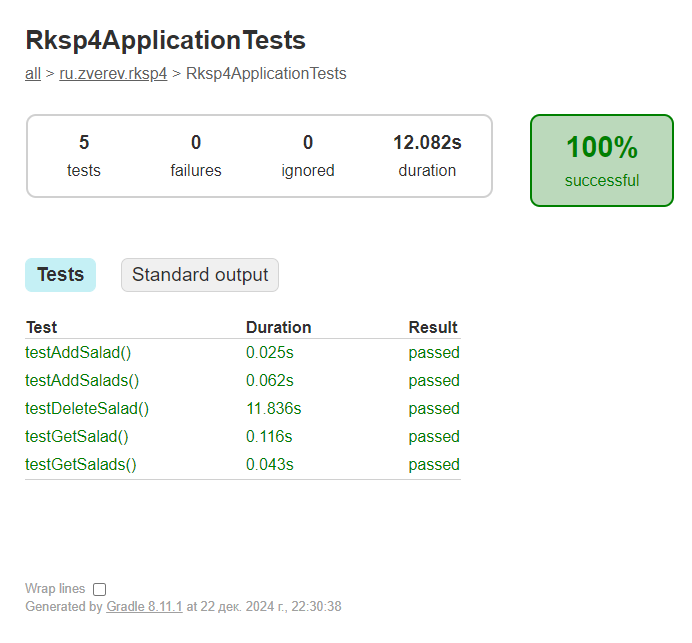 Rksp4ApplicationTests
all > ru.zverev.rksp4 > Rksp4ApplicationTests
5 0 0 12.082s
tests failures ignored duration
100%
successful
Tests Standard output
Test Duration Result
testAddSalad() 0.025s passed
testAddSalads() 0.062s passed
testDeleteSalad() 11.836s passed
testGetSalad() 0.116s passed
testGetSalads() 0.043s passed
Wrap lines
Generated by Gradle 8.11.1 at 22 дек. 2024 г., 22:30:38